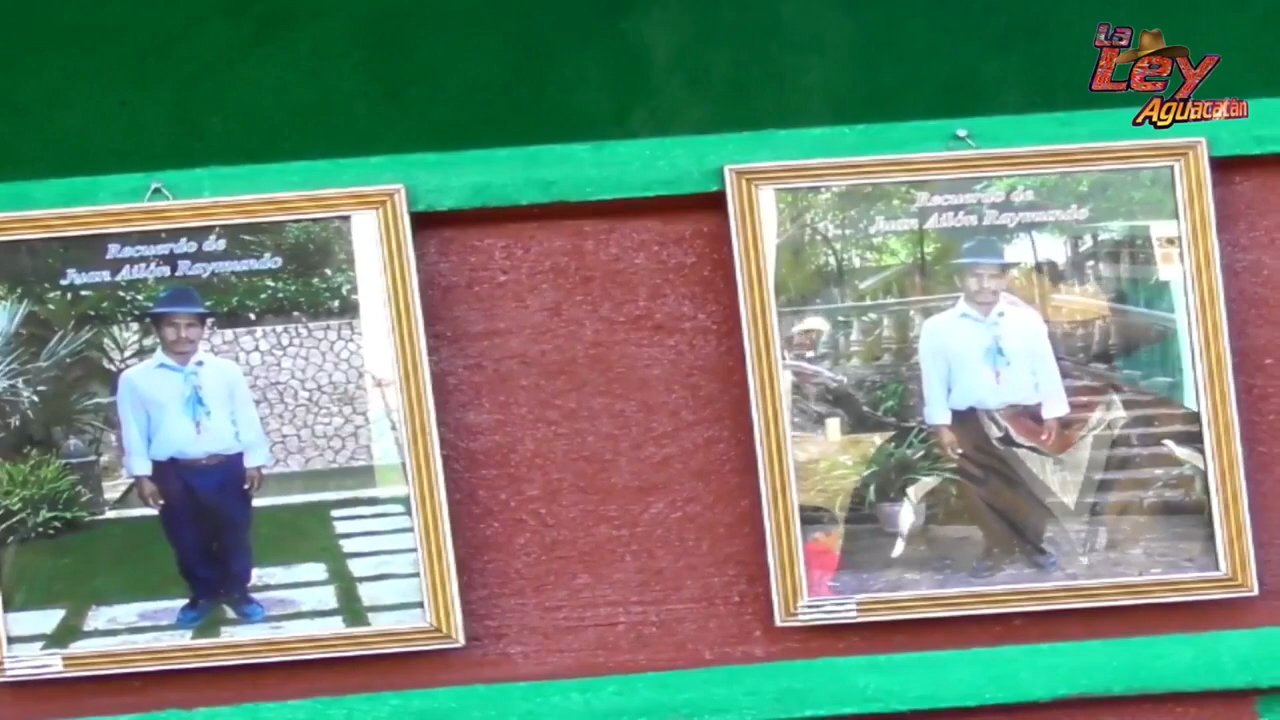 La
Ley
Aguacatán
Recuerdo de
Juan Ailón Raymundo
Recuerdo de
Juan Ailón Raymundo